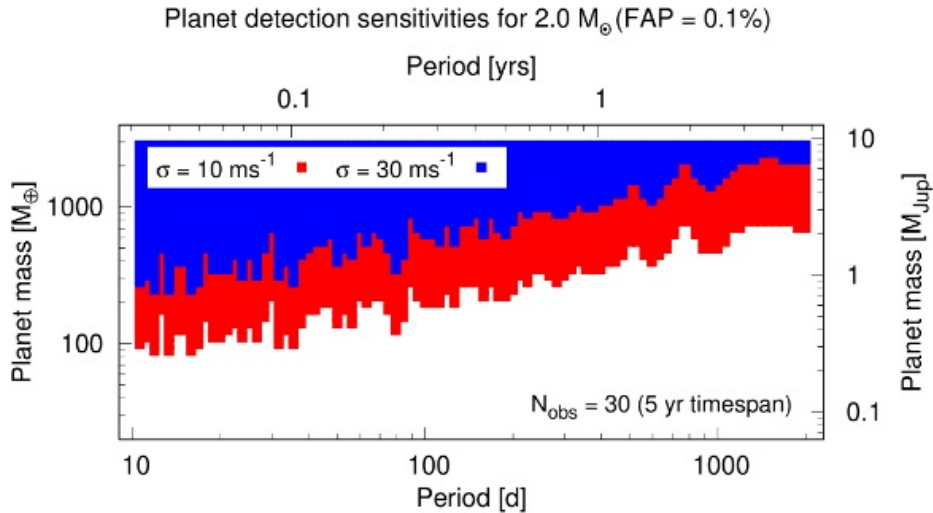 Planet detection sensitivities for 2.0 M☉ (FAP = 0.1%)
Period [yrs]
0.1 1
σ = 10 ms⁻¹ σ = 30 ms⁻¹
Planet mass [M⊕]
1000
100
10
1
0.1
Planet mass [M_Jup]
N_obs = 30 (5 yr timespan)
10 100 1000
Period [d]